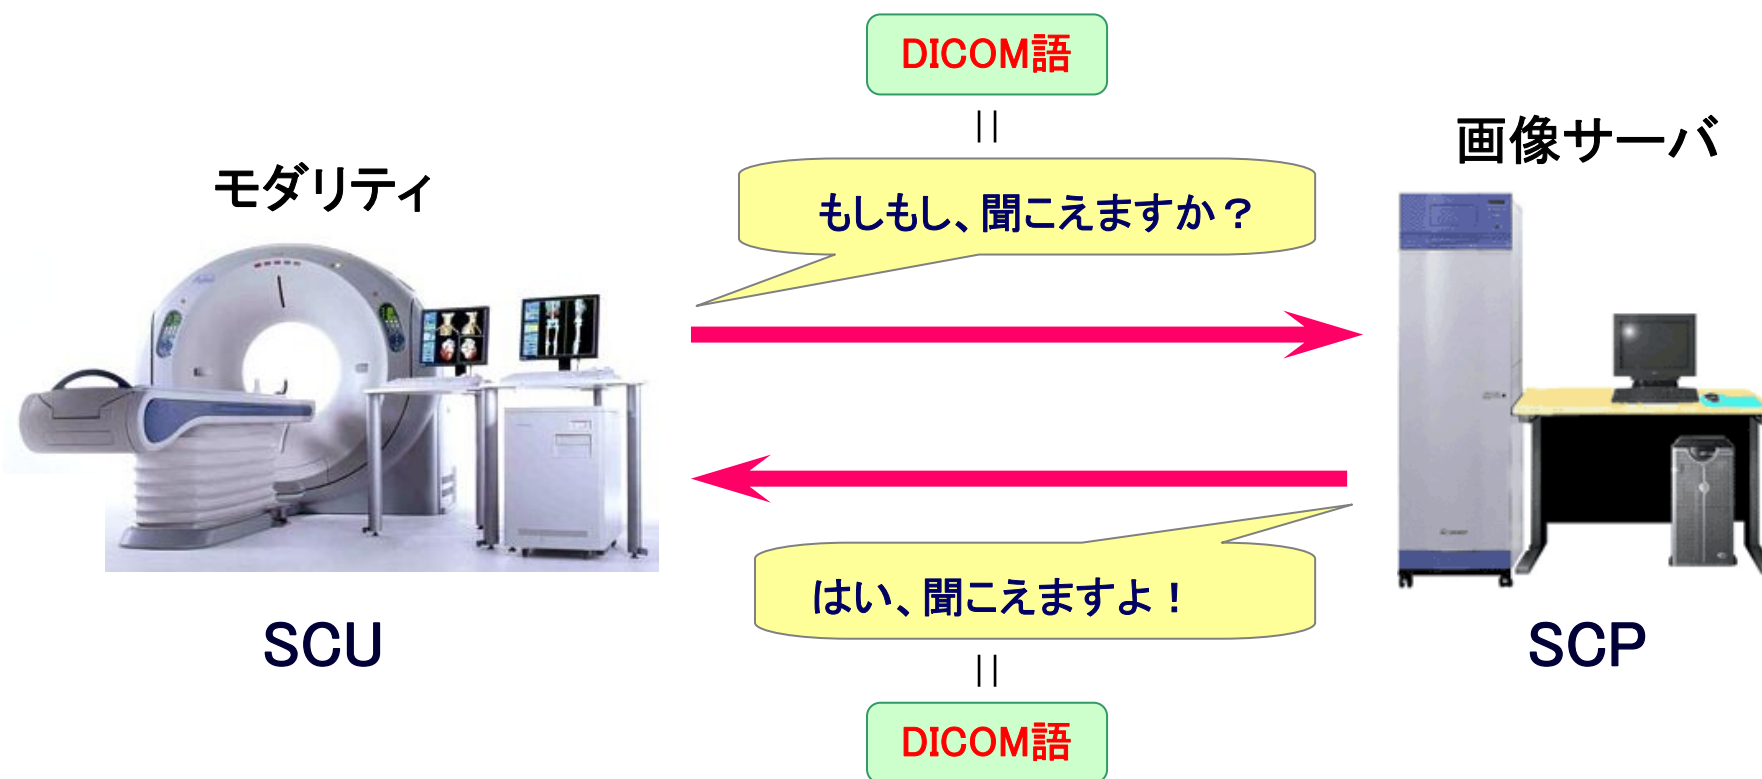 DICOM語
||
画像サーバ
モダリティ
もしもし、聞こえますか？
はい、聞こえますよ！
SCU
SCP
||
DICOM語